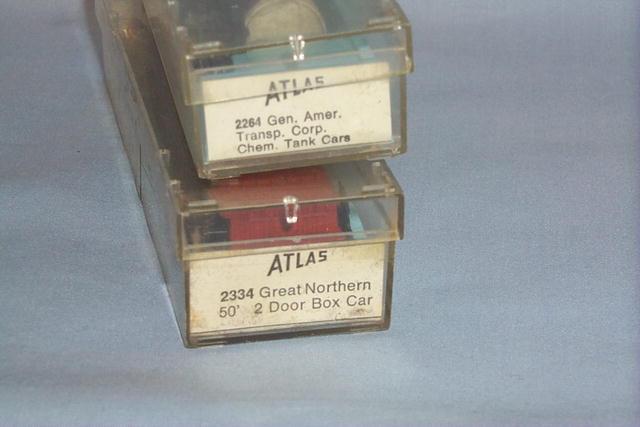 ATLAS
2264 Gen. Amer.
Transp. Corp.
Chem. Tank Cars
ATLAS
2334 Great Northern
50' 2 Door Box Car